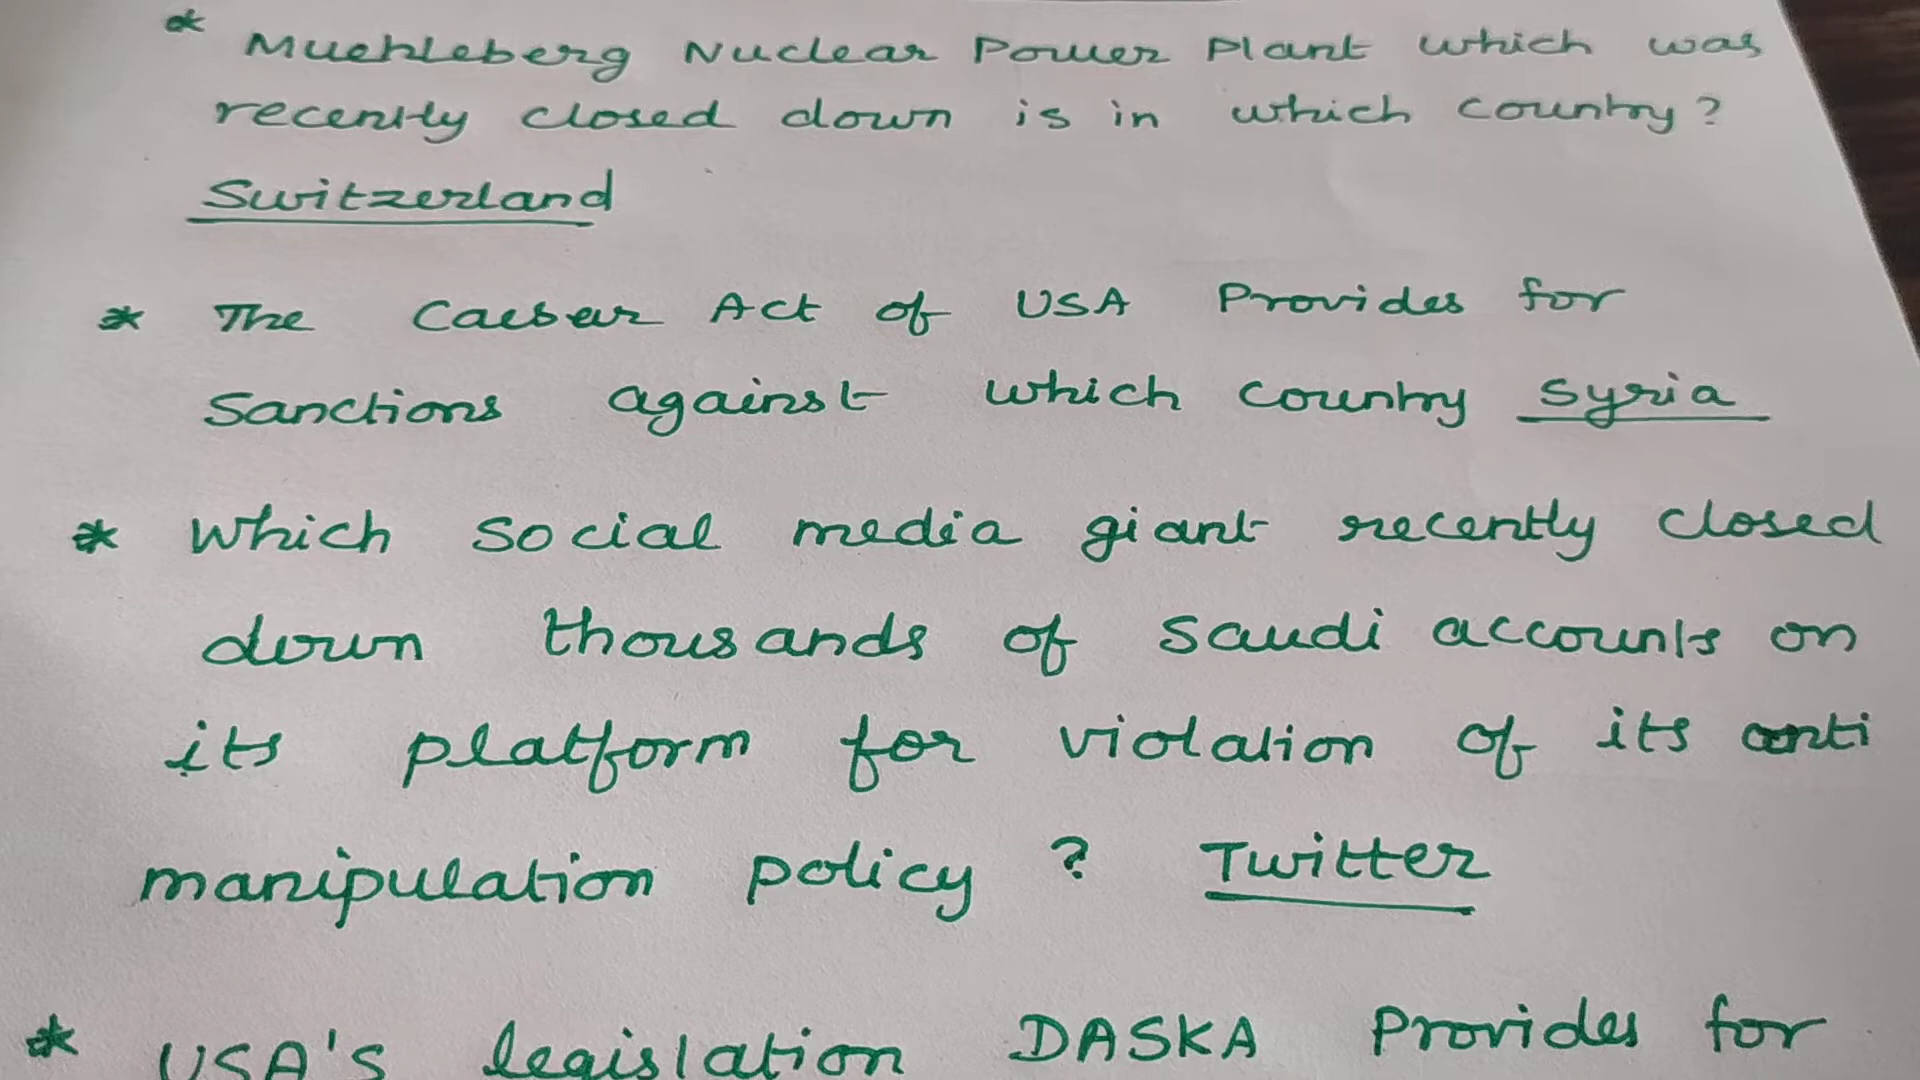 * Muehleberg Nuclear Power Plant which was
recently closed down is in which country?
Switzerland
* The Caesar Act of USA Provides for
Sanctions against which country Syria
* Which social media giant recently closed
down thousands of Saudi accounts on
its platform for violation of its anti
manipulation policy ? Twitter
* USA's legislation DASKA Provides for